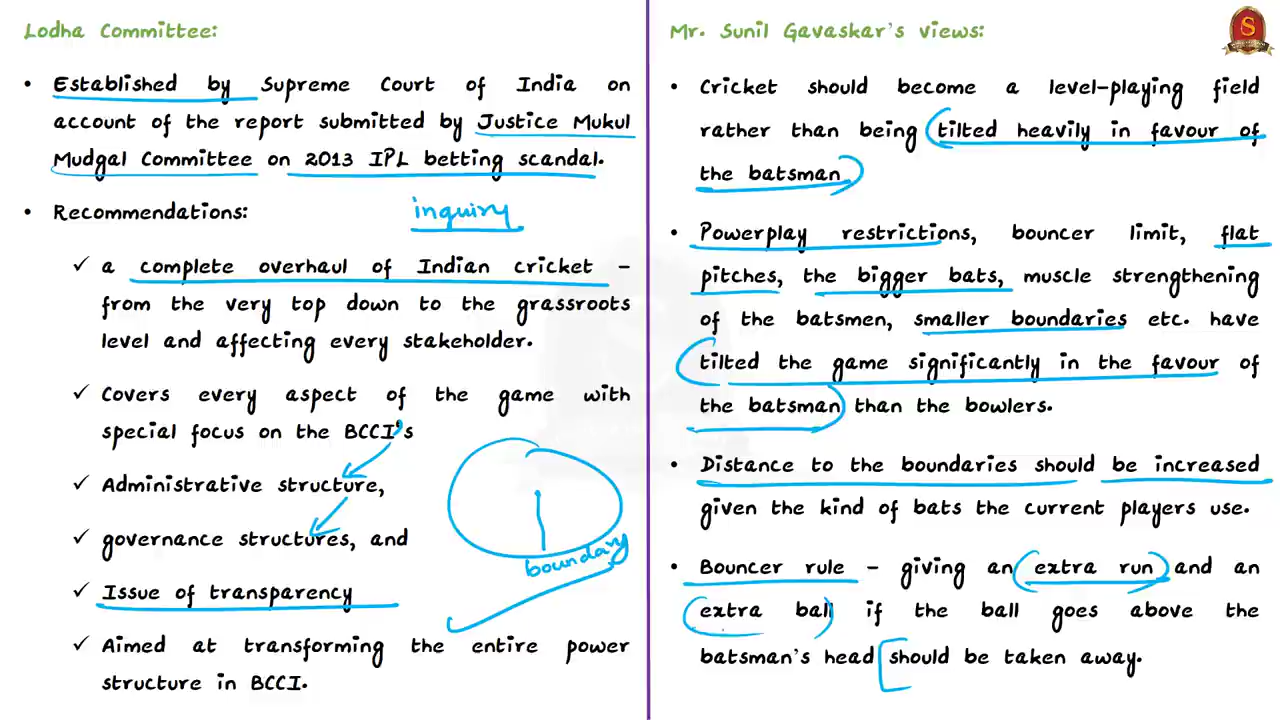 Lodha Committee:
• Established by Supreme Court of India on
account of the report submitted by Justice Mukul
Mudgal Committee on 2013 IPL betting scandal.
• Recommendations:
inquiry
✓ a complete overhaul of Indian cricket –
from the very top down to the grassroots
level and affecting every stakeholder.
✓ Covers every aspect of the game with
special focus on the BCCI's
✓ Administrative structure,
✓ governance structures, and
boundary
✓ Issue of transparency
✓ Aimed at transforming the entire power
structure in BCCI.
Mr. Sunil Gavaskar's views:
S
• Cricket should become a level-playing field
rather than being tilted heavily in favour of
the batsman
• Powerplay restrictions, bouncer limit, flat
pitches, the bigger bats, muscle strengthening
of the batsmen, smaller boundaries etc. have
tilted the game significantly in the favour of
the batsman than the bowlers.
• Distance to the boundaries should be increased
given the kind of bats the current players use.
• Bouncer rule – giving an extra run and an
extra ball if the ball goes above the
batsman's head should be taken away.